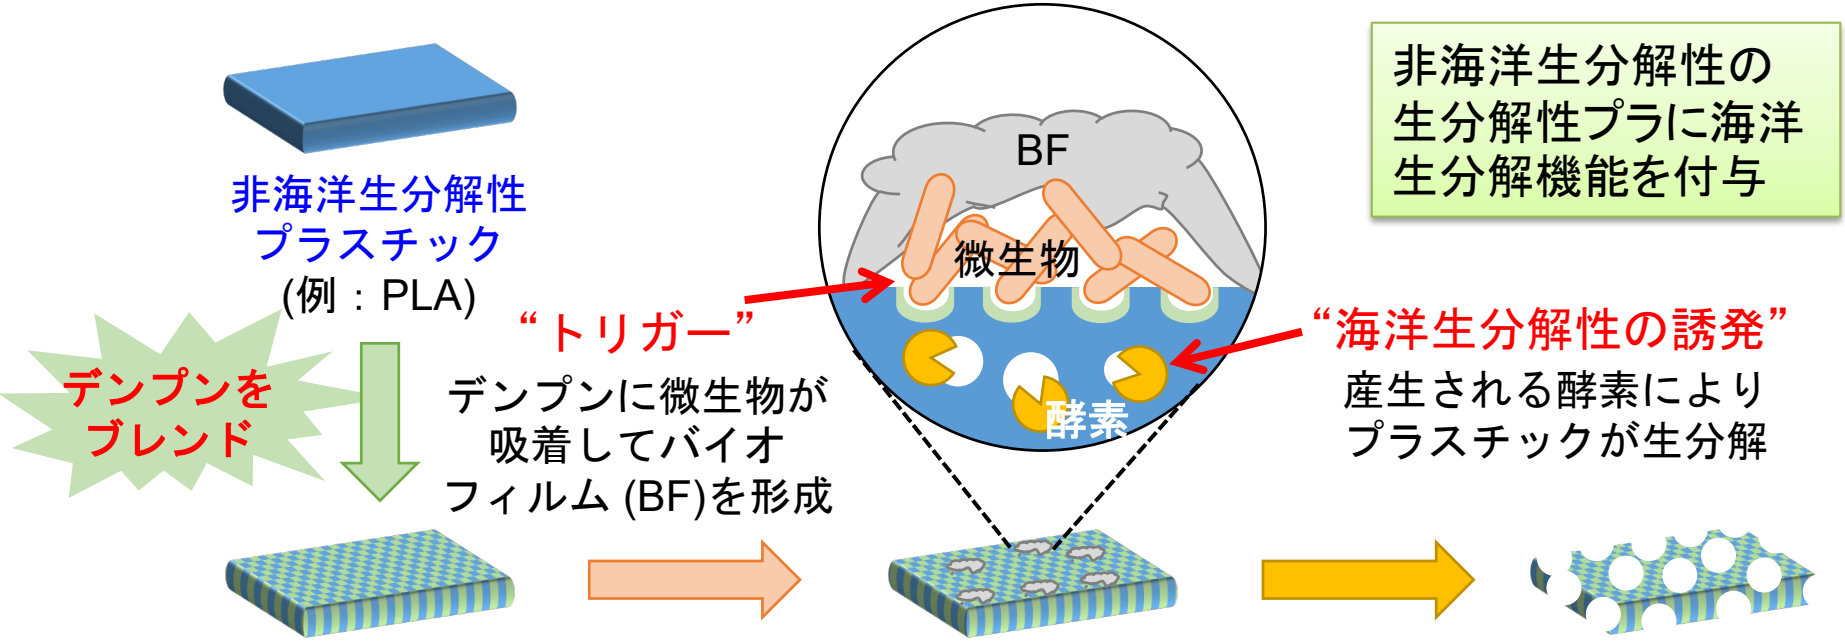 非海洋生分解性
プラスチック
(例：PLA)
デンプンを
ブレンド
“トリガー”
デンプンに微生物が
吸着してバイオ
フィルム (BF)を形成
BF
微生物
酵素
“海洋生分解性の誘発”
産生される酵素により
プラスチックが生分解
非海洋生分解性の
生分解性プラに海洋
生分解機能を付与